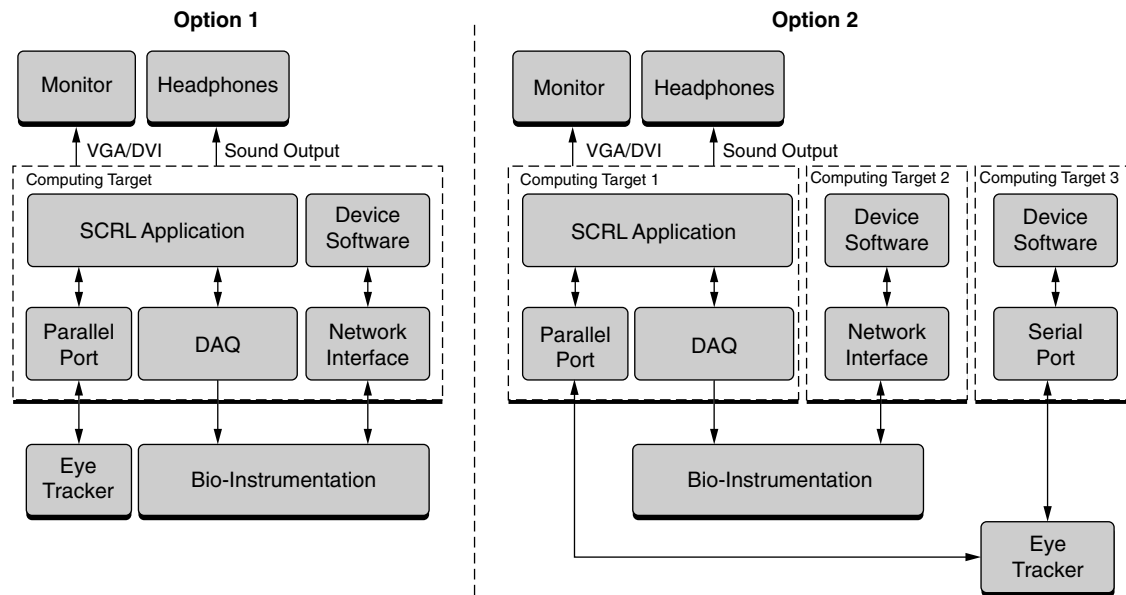 Option 1
Monitor
Headphones
VGA/DVI
Sound Output
Computing Target
SCRL Application
Device
Software
Parallel
Port
DAQ
Network
Interface
Eye
Tracker
Bio-Instrumentation
Option 2
Monitor
Headphones
VGA/DVI
Sound Output
Computing Target 1
SCRL Application
Parallel
Port
DAQ
Computing Target 2
Device
Software
Network
Interface
Computing Target 3
Device
Software
Serial
Port
Bio-Instrumentation
Eye
Tracker